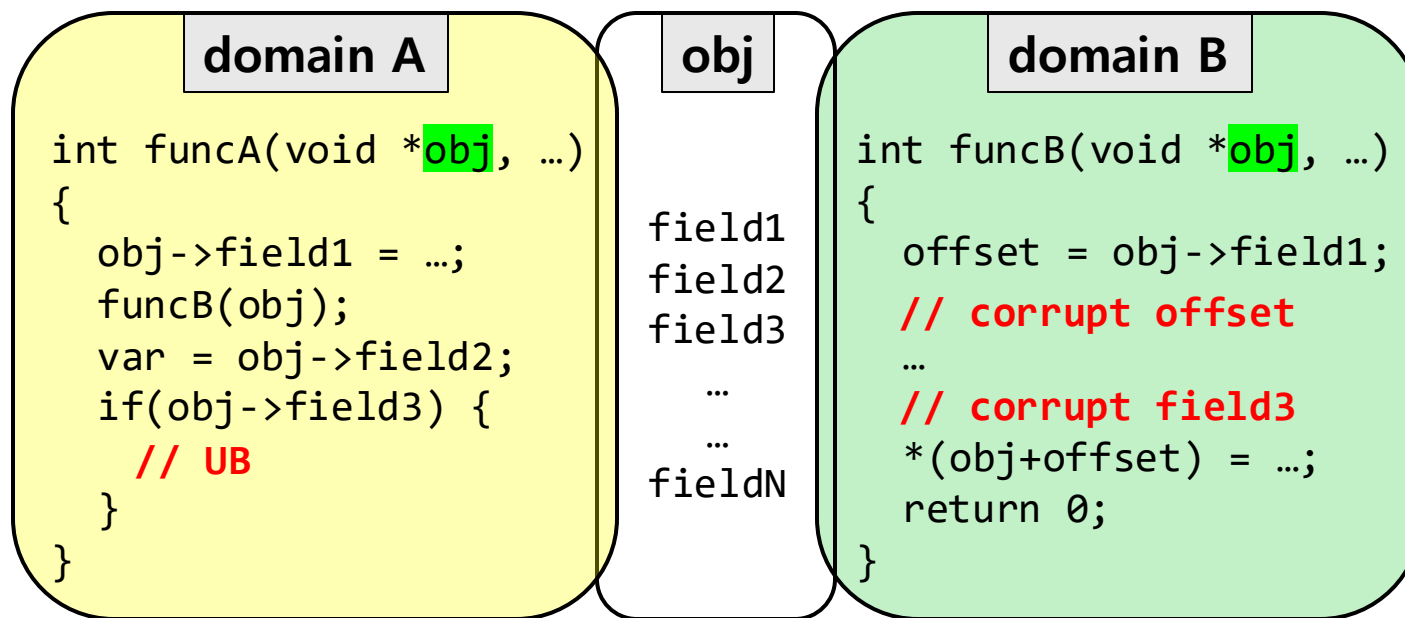 domain A
int funcA(void *obj, …)
{
  obj->field1 = …;
  funcB(obj);
  var = obj->field2;
  if(obj->field3) {
    // UB
  }
}
obj
field1
field2
field3
…
…
fieldN
domain B
int funcB(void *obj, …)
{
  offset = obj->field1;
  // corrupt offset
  …
  // corrupt field3
  *(obj+offset) = …;
  return 0;
}